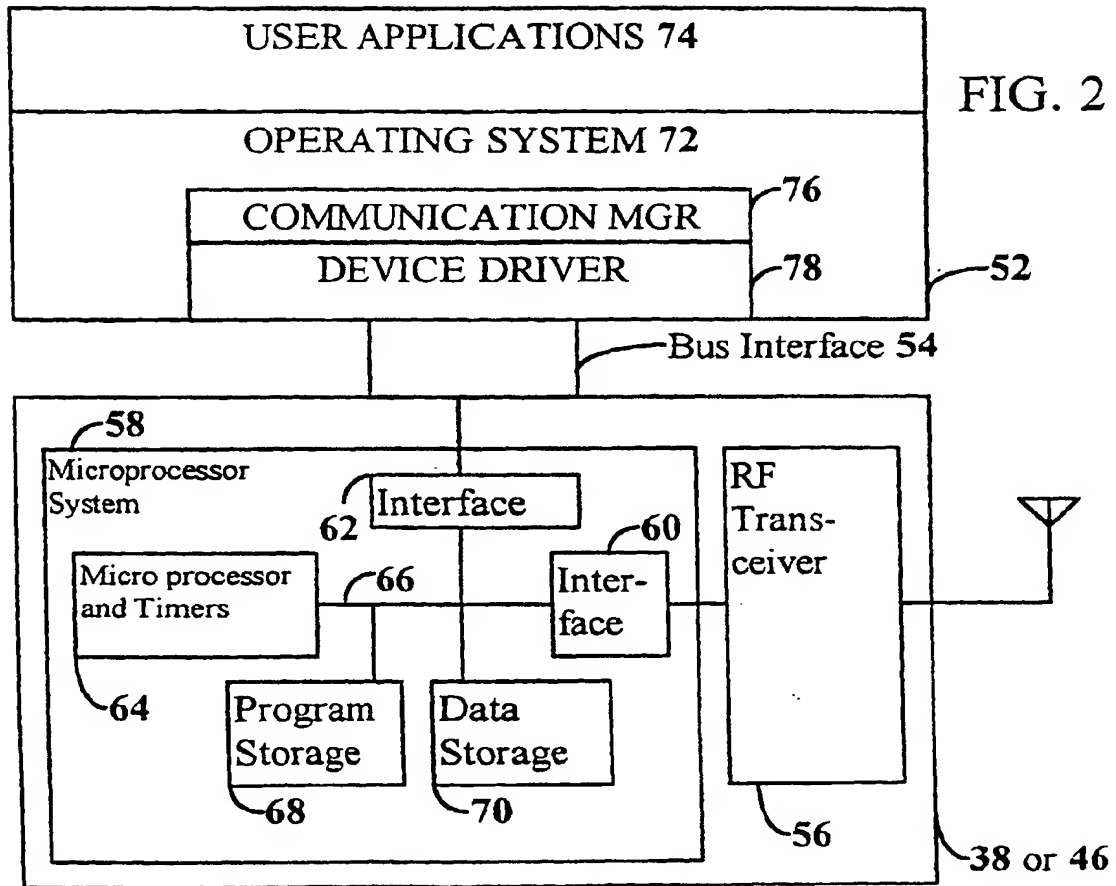 USER APPLICATIONS 74
FIG. 2
OPERATING SYSTEM 72
76
COMMUNICATION MGR
DEVICE DRIVER
78
52
Bus Interface 54
58
Microprocessor
System
62
Interface
60
RF
Trans-
ceiver
Micro processor
and Timers
66
Inter-
face
64
Program
Storage
Data
Storage
68
70
56
38 or 46